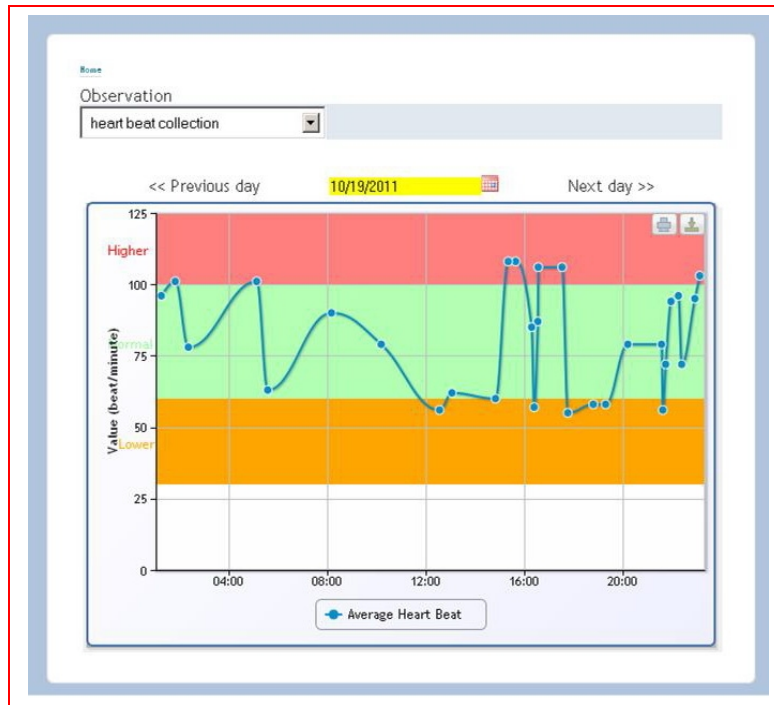 Home
Observation
heart beat collection
<< Previous day 10/19/2011 Next day >>
125
Higher
100
Normal
75
Value (beat/minute)
50
Lower
25
0
04:00 08:00 12:00 16:00 20:00
Average Heart Beat